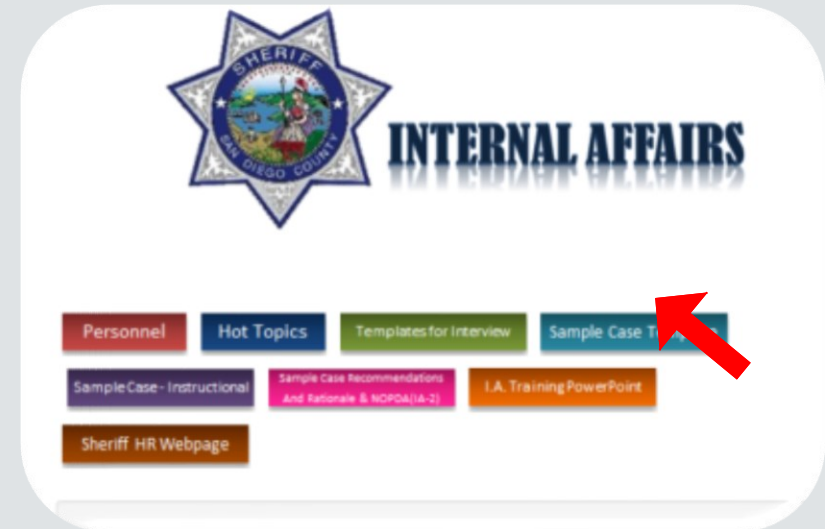 SHERIFF
SAN DIEGO COUNTY
INTERNAL AFFAIRS
Personnel
Hot Topics
Templates for Interview
Sample Case
Sample Case - Instructional
Sample Case Recommendations
And Rationale & NOPDA(IA-2)
I.A. Training PowerPoint
Sheriff HR Webpage